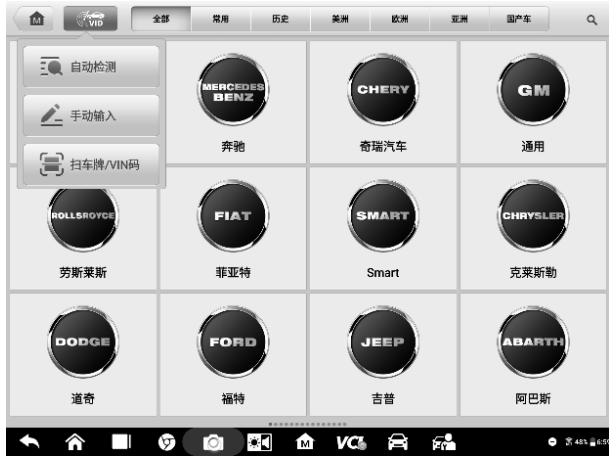 M
VID
全部
常用
历史
美洲
欧洲
亚洲
国产车
自动检测
手动输入
扫车牌/VIN码
MERCEDES
BENZ
奔驰
CHERY
奇瑞汽车
GM
通用
ROLLSROYCE
劳斯莱斯
FIAT
菲亚特
SMART
Smart
CHRYSLER
克莱斯勒
DODGE
道奇
FORD
福特
JEEP
吉普
ABARTH
阿巴斯
M
VCI
48%
6:59